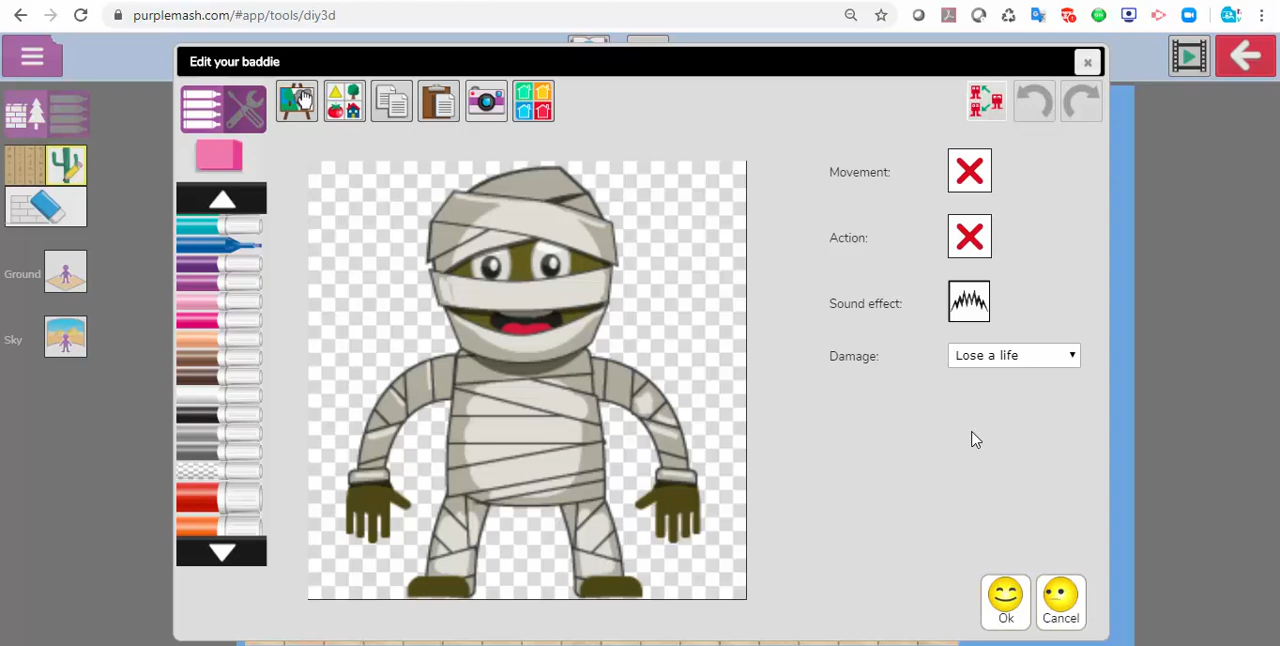 purplemash.com/#app/tools/diy3d
Edit your baddie
Movement:
Action:
Ground
Sound effect:
Sky
Damage:
Lose a life
Ok
Cancel